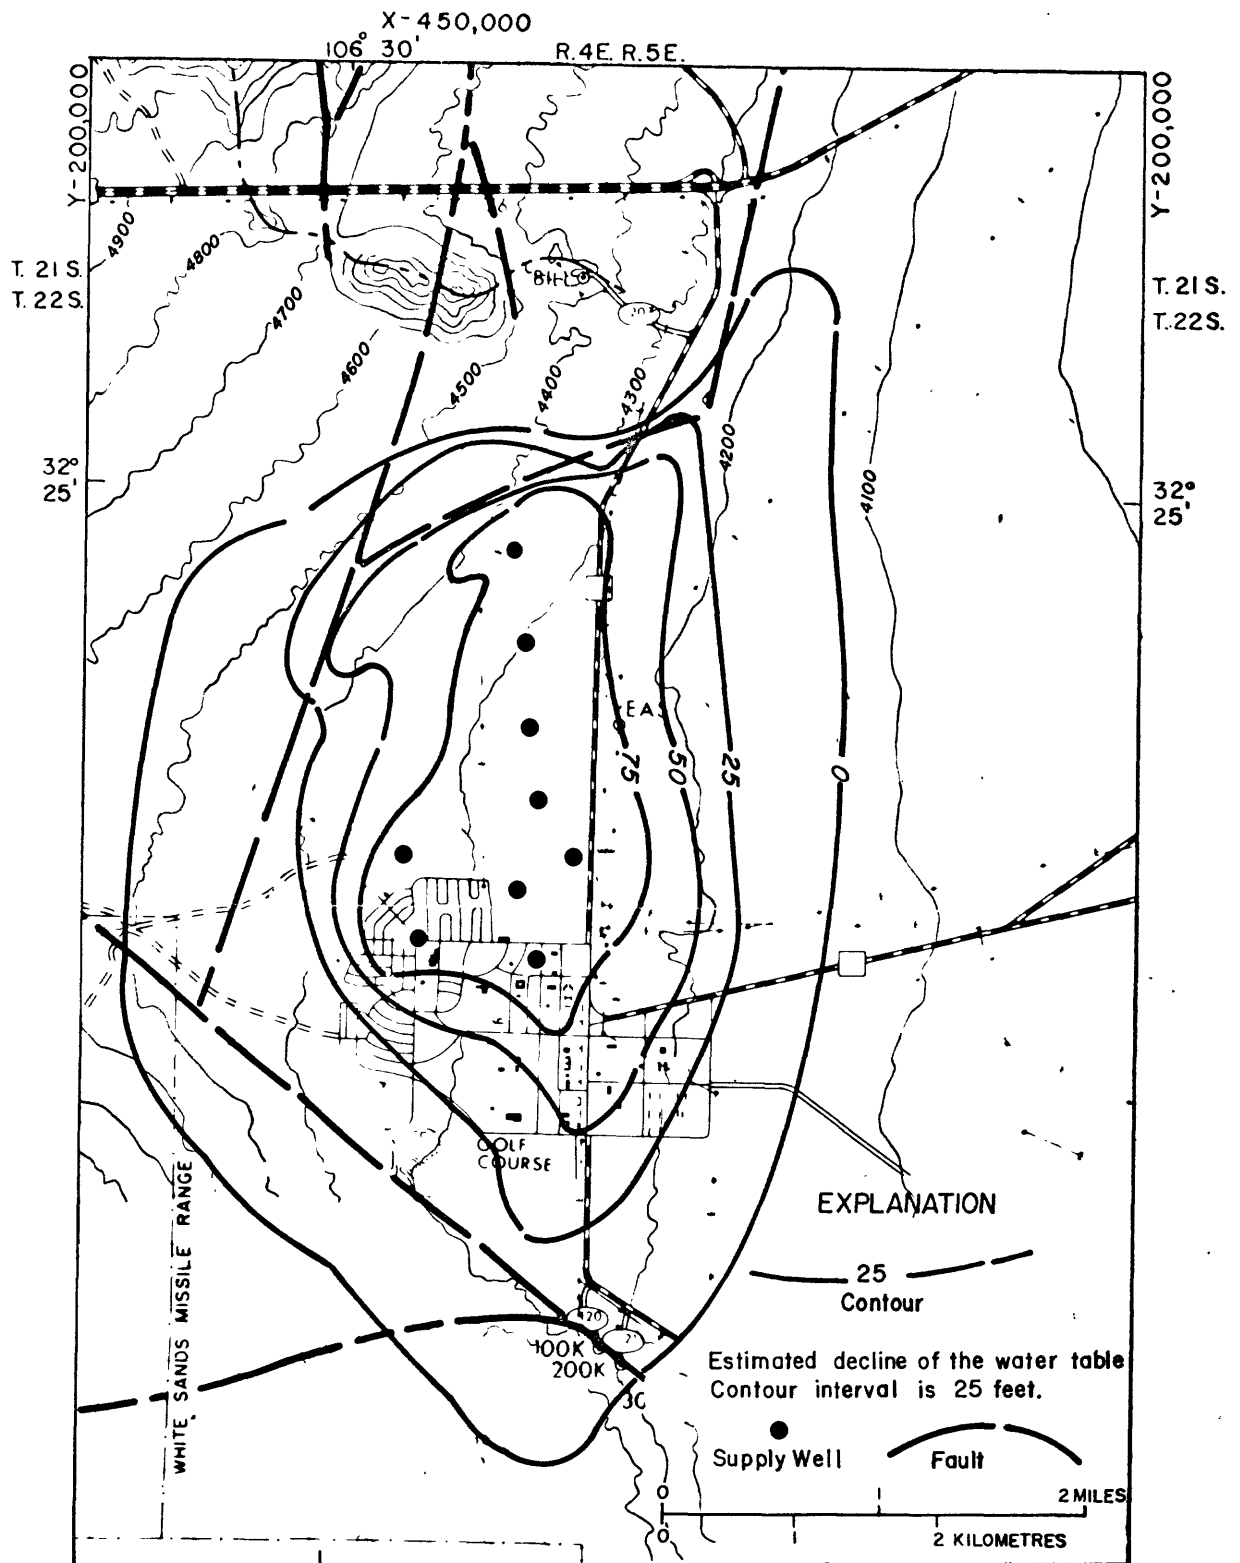 X-450,000
106° 30'
R.4E. R.5E.
Y-200,000
Y-200,000
4900
4800
T. 21 S.
T. 22 S.
T. 21 S.
T. 22 S.
4700
4600
4500
4400
4300
4200
4100
32°
25'
32°
25'
EAS
75
50
25
0
GOLF
COURSE
WHITE SANDS MISSILE RANGE
EXPLANATION
25
Contour
100K
200K
Estimated decline of the water table
Contour interval is 25 feet.
Supply Well
Fault
0
2 MILES
0
2 KILOMETRES